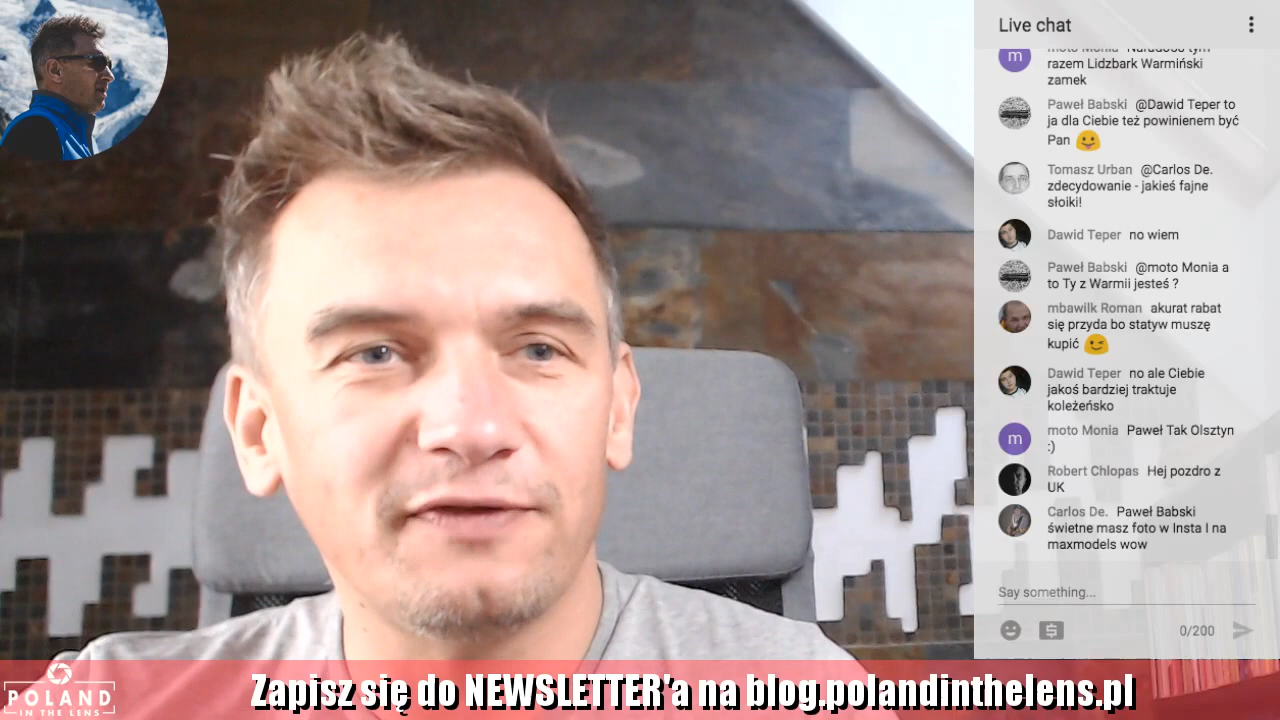 Live chat
m
moto Monia Naradość tym
razem Lidzbark Warmiński
zamek
Paweł Babski @Dawid Teper to
ja dla Ciebie też powinienem być
Pan
Tomasz Urban @Carlos De.
zdecydowanie - jakieś fajne
słoiki!
Dawid Teper no wiem
Paweł Babski @moto Monia a
to Ty z Warmii jesteś ?
mbawilk Roman akurat rabat
się przyda bo statyw muszę
kupić
Dawid Teper no ale Ciebie
jakoś bardziej traktuje
koleżeńsko
m
moto Monia Paweł Tak Olsztyn
:)
Robert Chlopas Hej pozdro z
UK
Carlos De. Paweł Babski
świetne masz foto w Insta I na
maxmodels wow
Say something...
0/200
POLAND
IN THE LENS
Zapisz się do NEWSLETTER'a na blog.polandinthelens.pl